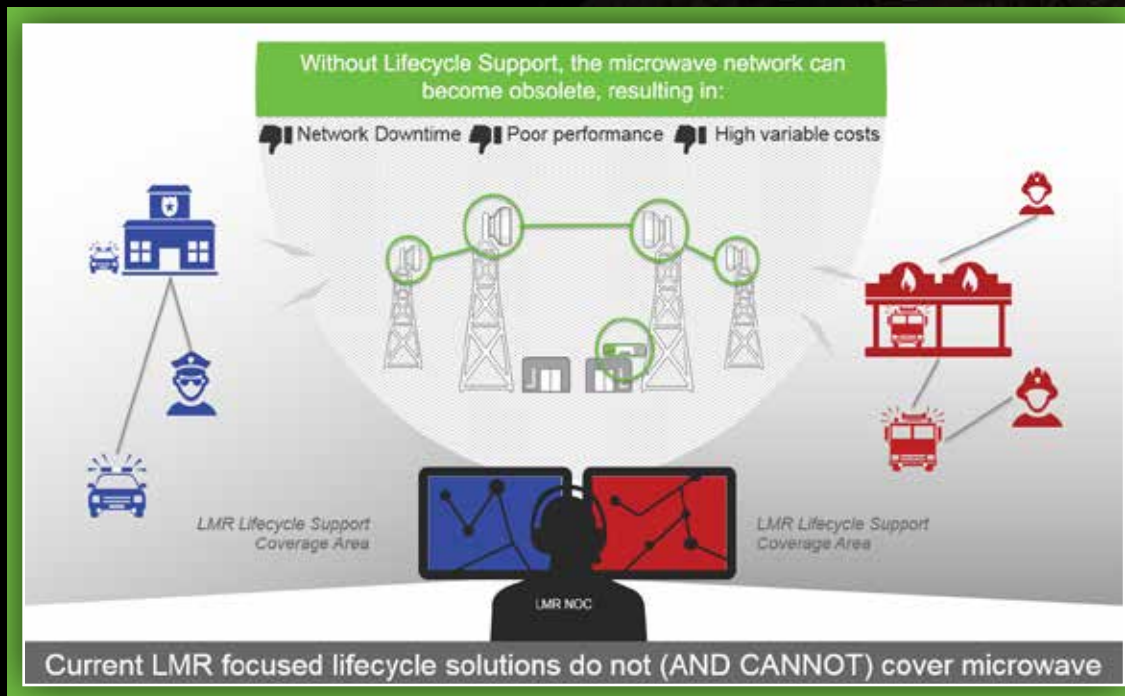 Without Lifecycle Support, the microwave network can
become obsolete, resulting in:
Network Downtime Poor performance High variable costs
LMR Lifecycle Support
Coverage Area
LMR Lifecycle Support
Coverage Area
LMR NOC
Current LMR focused lifecycle solutions do not (AND CANNOT) cover microwave